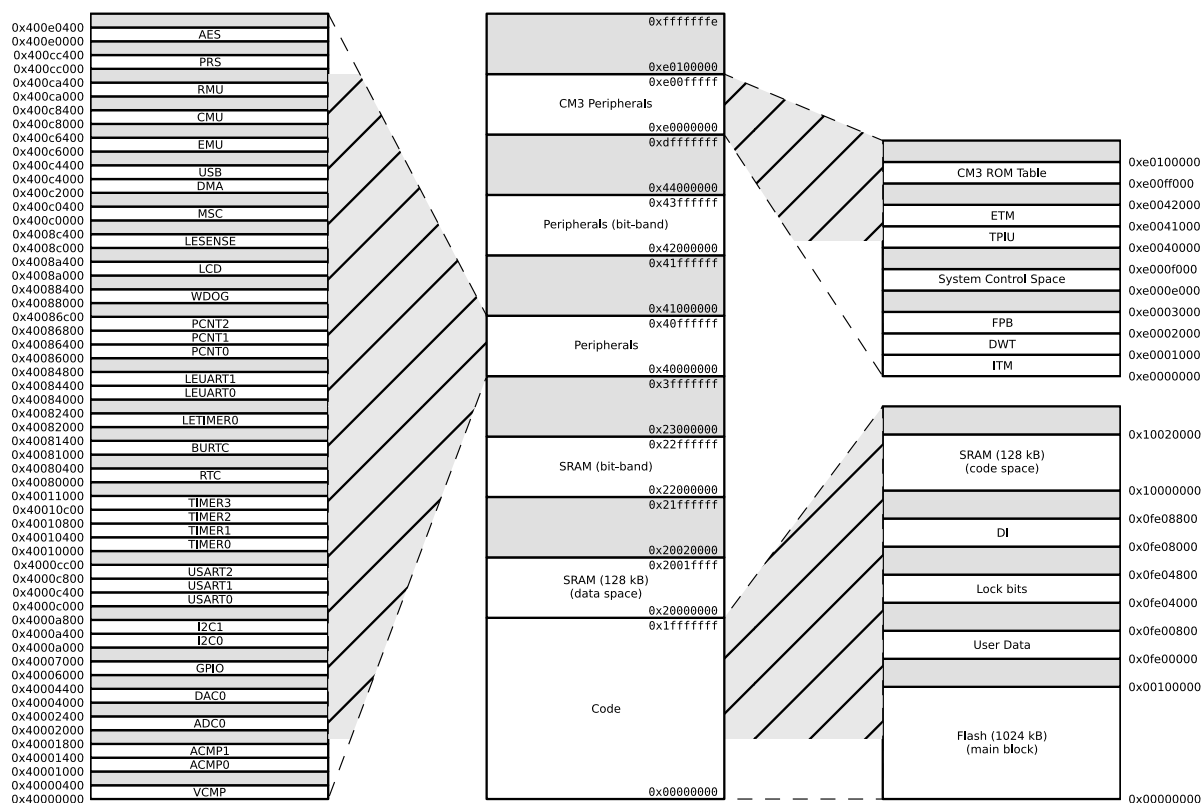 0x400e0400
AES
0x400e0000
0x400cc400
PRS
0x400cc000
0x400ca400
RMU
0x400ca000
0x400c8400
CMU
0x400c8000
0x400c6400
EMU
0x400c6000
0x400c4400
USB
0x400c4000
DMA
0x400c2000
0x400c0400
MSC
0x400c0000
0x4008c400
LESENSE
0x4008c000
0x4008a400
LCD
0x4008a000
0x40088400
WDOG
0x40088000
0x40086c00
PCNT2
0x40086800
PCNT1
0x40086400
PCNT0
0x40086000
0x40084800
LEUART1
0x40084400
LEUART0
0x40084000
0x40082400
LETIMER0
0x40082000
0x40081400
BURTC
0x40081000
0x40080400
RTC
0x40080000
0x40011000
TIMER3
0x40010c00
TIMER2
0x40010800
TIMER1
0x40010400
TIMER0
0x40010000
0x4000cc00
USART2
0x4000c800
USART1
0x4000c400
USART0
0x4000c000
0x4000a800
I2C1
0x4000a400
I2C0
0x4000a000
0x40007000
GPIO
0x40006000
0x40004400
DAC0
0x40004000
0x40002400
ADC0
0x40002000
0x40001800
ACMP1
0x40001400
ACMP0
0x40001000
0x40000400
VCMP
0x40000000
0xfffffffe
0xe0100000
0xe00fffff
CM3 Peripherals
0xe0000000
0xdfffffff
0x44000000
0x43ffffff
Peripherals (bit-band)
0x42000000
0x41ffffff
0x41000000
0x40ffffff
Peripherals
0x40000000
0x3fffffff
0x23000000
0x22ffffff
SRAM (bit-band)
0x22000000
0x21ffffff
0x20020000
0x2001ffff
SRAM (128 kB)
(data space)
0x20000000
0x1fffffff
Code
0x00000000
0xe0100000
CM3 ROM Table
0xe00ff000
0xe0042000
ETM
0xe0041000
TPIU
0xe0040000
0xe000f000
System Control Space
0xe000e000
0xe0003000
FPB
0xe0002000
DWT
0xe0001000
ITM
0xe0000000
0x10020000
SRAM (128 kB)
(code space)
0x10000000
0x0fe08800
DI
0x0fe08000
0x0fe04800
Lock bits
0x0fe04000
0x0fe00800
User Data
0x0fe00000
0x00100000
Flash (1024 kB)
(main block)
0x00000000